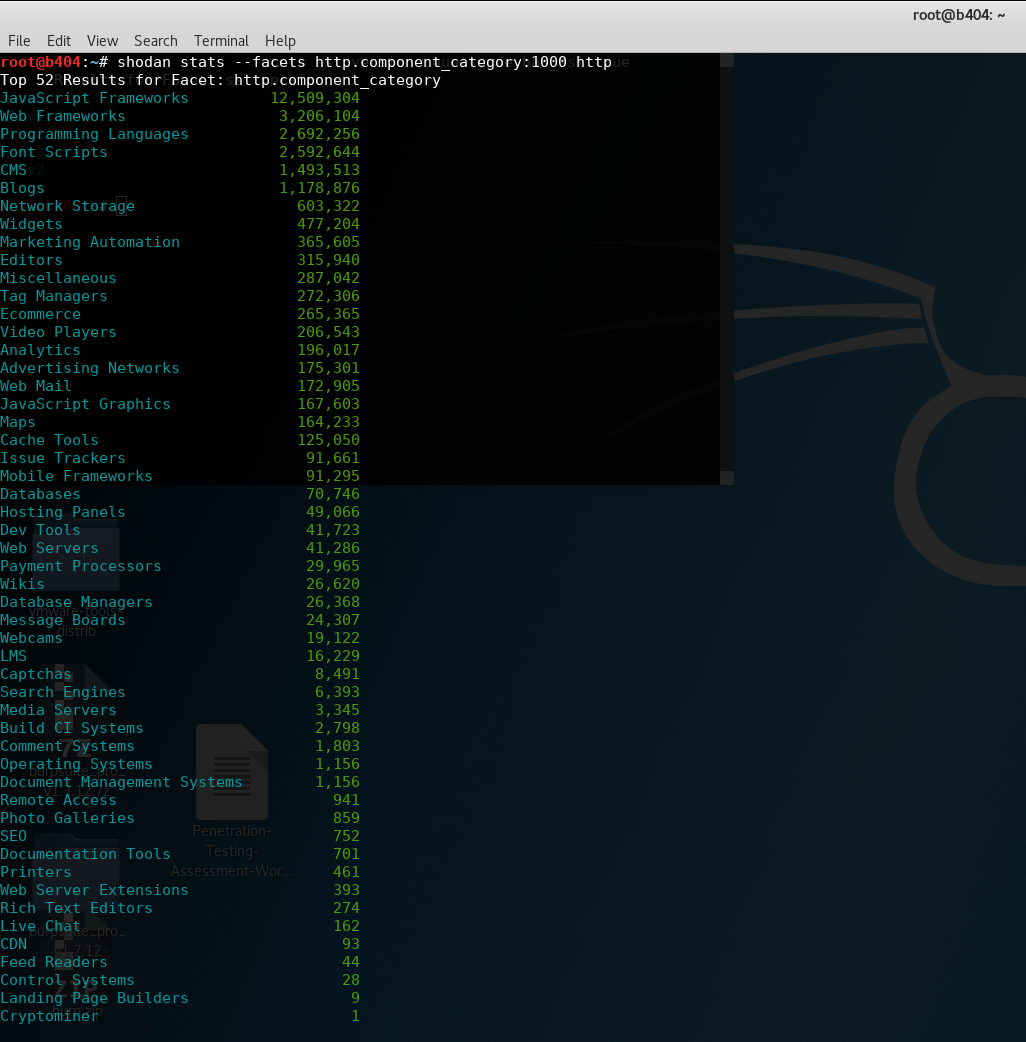 root@b404: ~
File Edit View Search Terminal Help
root@b404:~# shodan stats --facets http.component_category:1000 http
Top 52 Results for Facet: http.component_category
JavaScript Frameworks 12,509,304
Web Frameworks 3,206,104
Programming Languages 2,692,256
Font Scripts 2,592,644
CMS 1,493,513
Blogs 1,178,876
Network Storage 603,322
Widgets 477,204
Marketing Automation 365,605
Editors 315,940
Miscellaneous 287,042
Tag Managers 272,306
Ecommerce 265,365
Video Players 206,543
Analytics 196,017
Advertising Networks 175,301
Web Mail 172,905
JavaScript Graphics 167,603
Maps 164,233
Cache Tools 125,050
Issue Trackers 91,661
Mobile Frameworks 91,295
Databases 70,746
Hosting Panels 49,066
Dev Tools 41,723
Web Servers 41,286
Payment Processors 29,965
Wikis 26,620
Database Managers 26,368
Message Boards 24,307
Webcams 19,122
LMS 16,229
Captchas 8,491
Search Engines 6,393
Media Servers 3,345
Build CI Systems 2,798
Comment Systems 1,803
Operating Systems 1,156
Document Management Systems 1,156
Remote Access 941
Photo Galleries 859
SEO 752
Documentation Tools 701
Printers 461
Web Server Extensions 393
Rich Text Editors 274
Live Chat 162
CDN 93
Feed Readers 44
Control Systems 28
Landing Page Builders 9
Cryptominer 1
vmware-tools-
distrib
7Z
burpsuite_pro_
burpsuite_pro_
v1.7.12
ZIP
Penetration-
Testing-
Assessment-Wor...